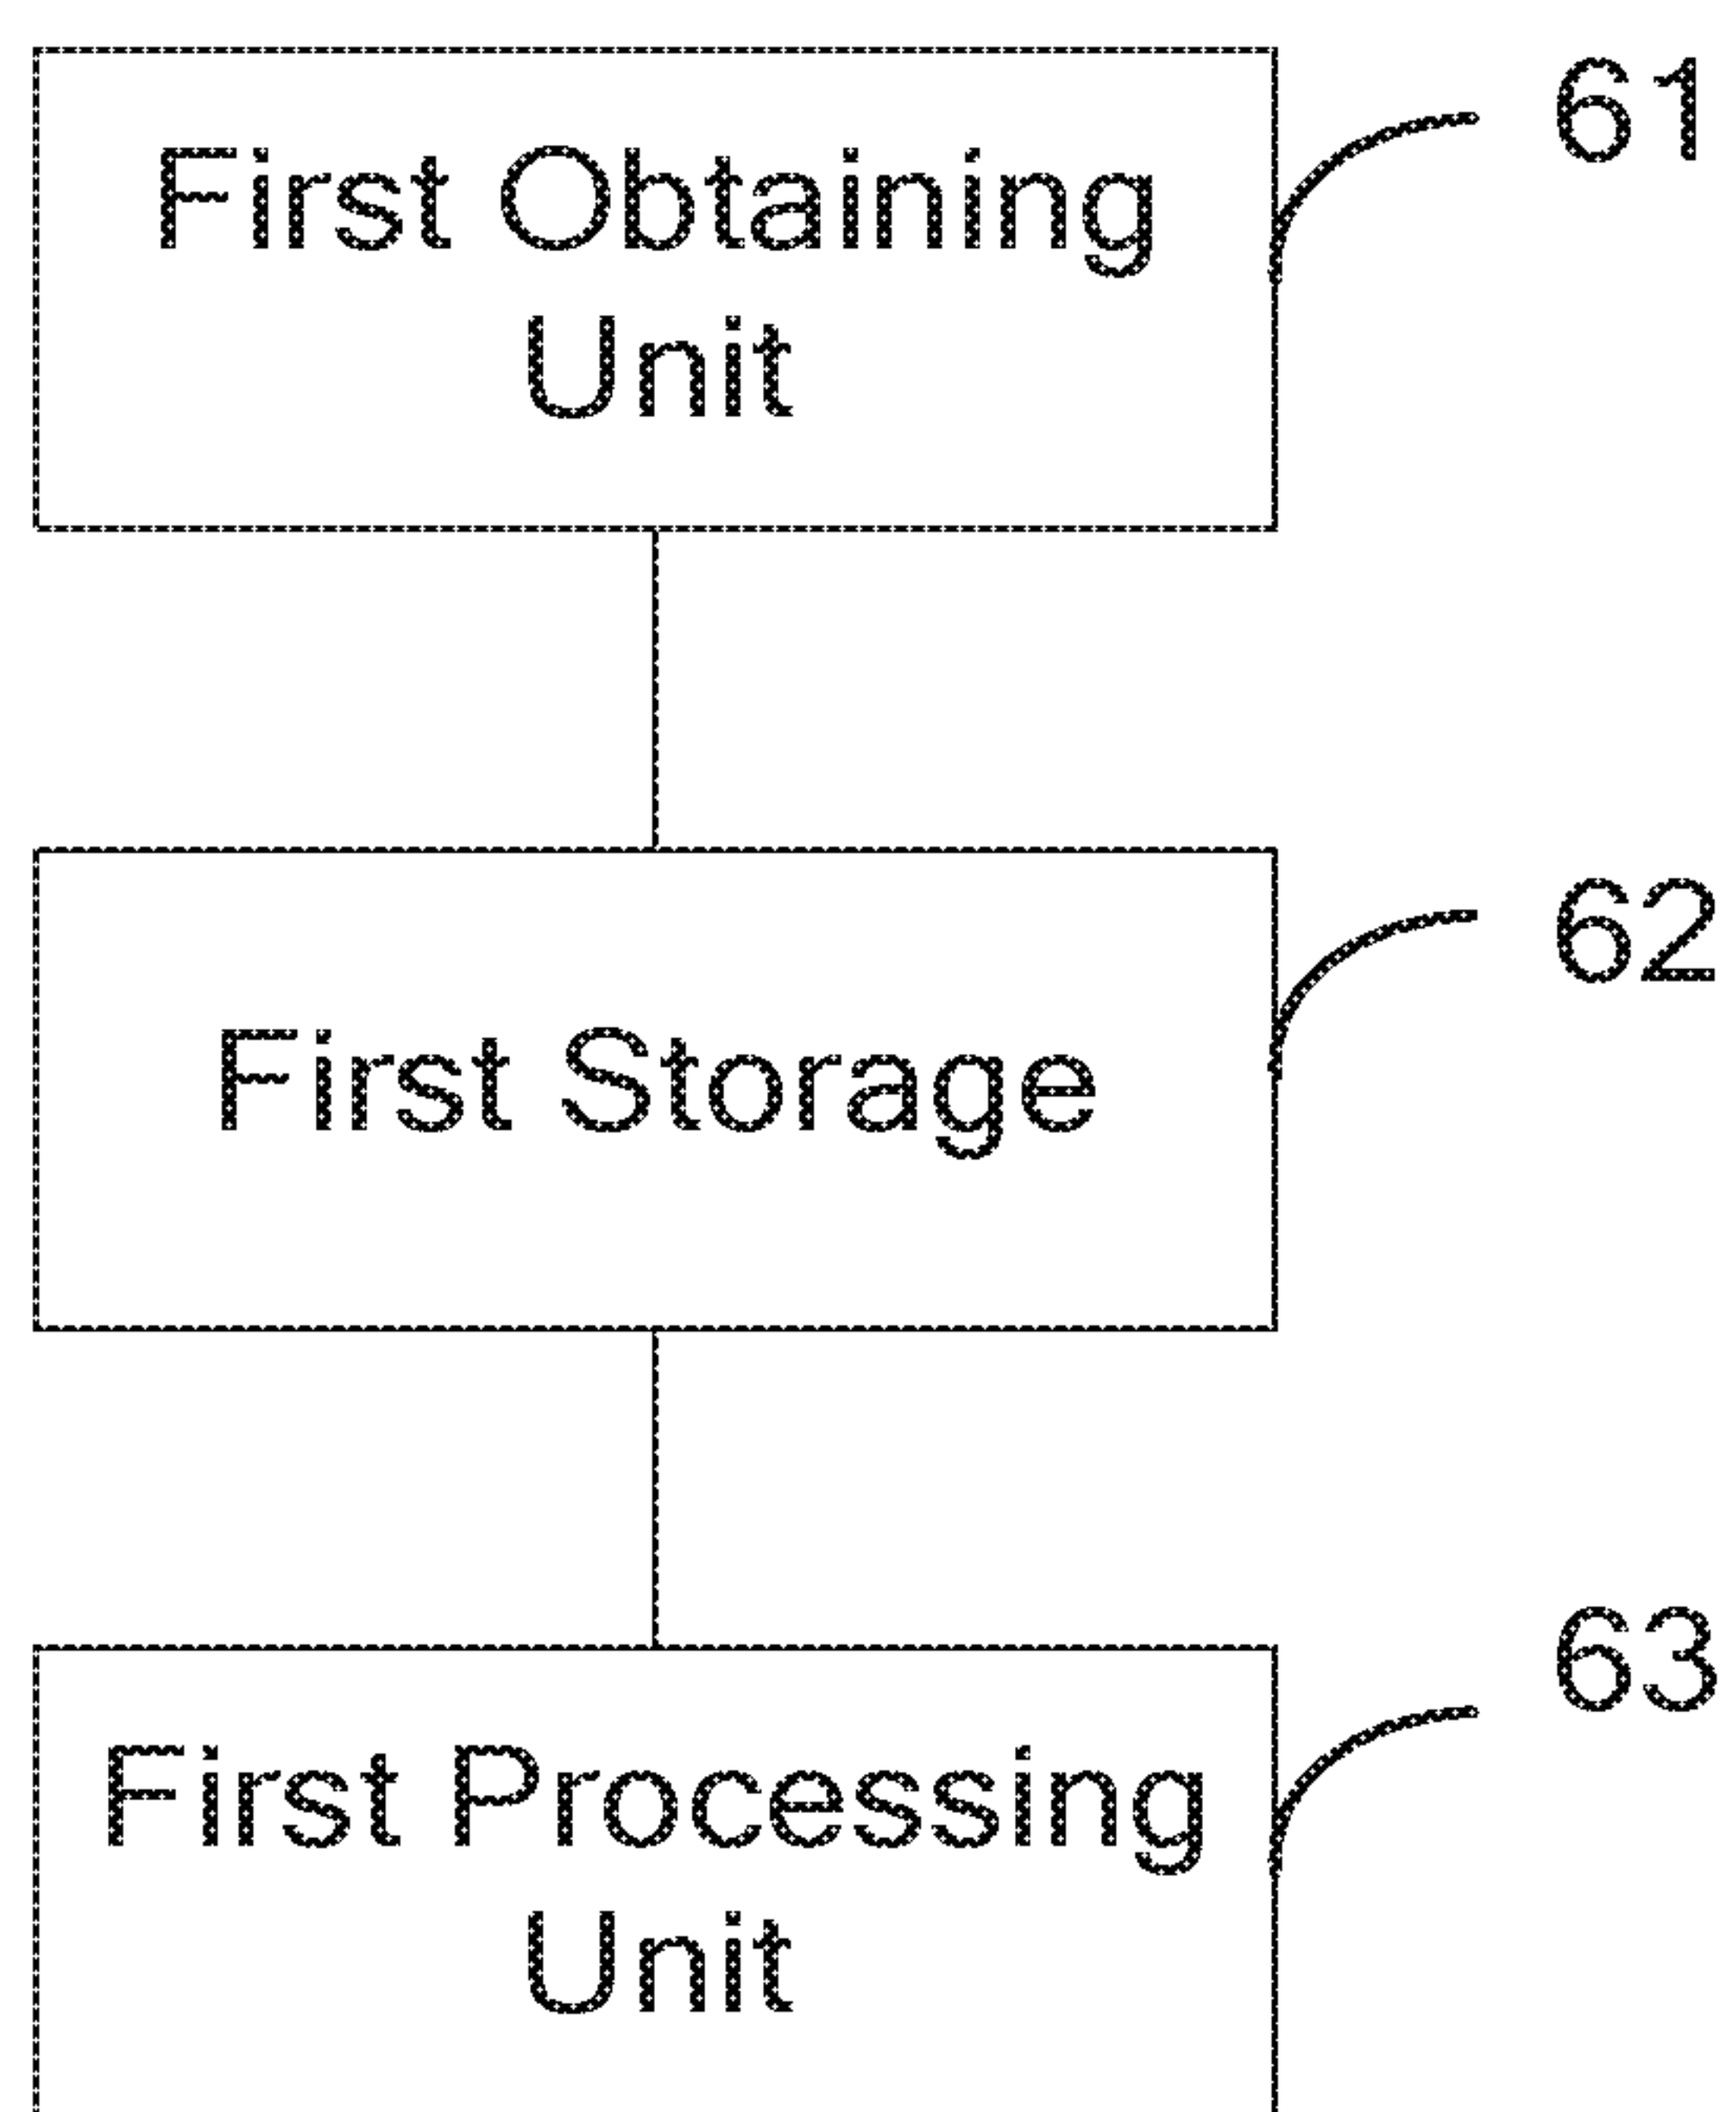 First Obtaining
Unit
61
First Storage
62
First Processing
Unit
63